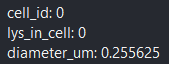 cell_id: 0
lys_in_cell: 0
diameter_um: 0.255625